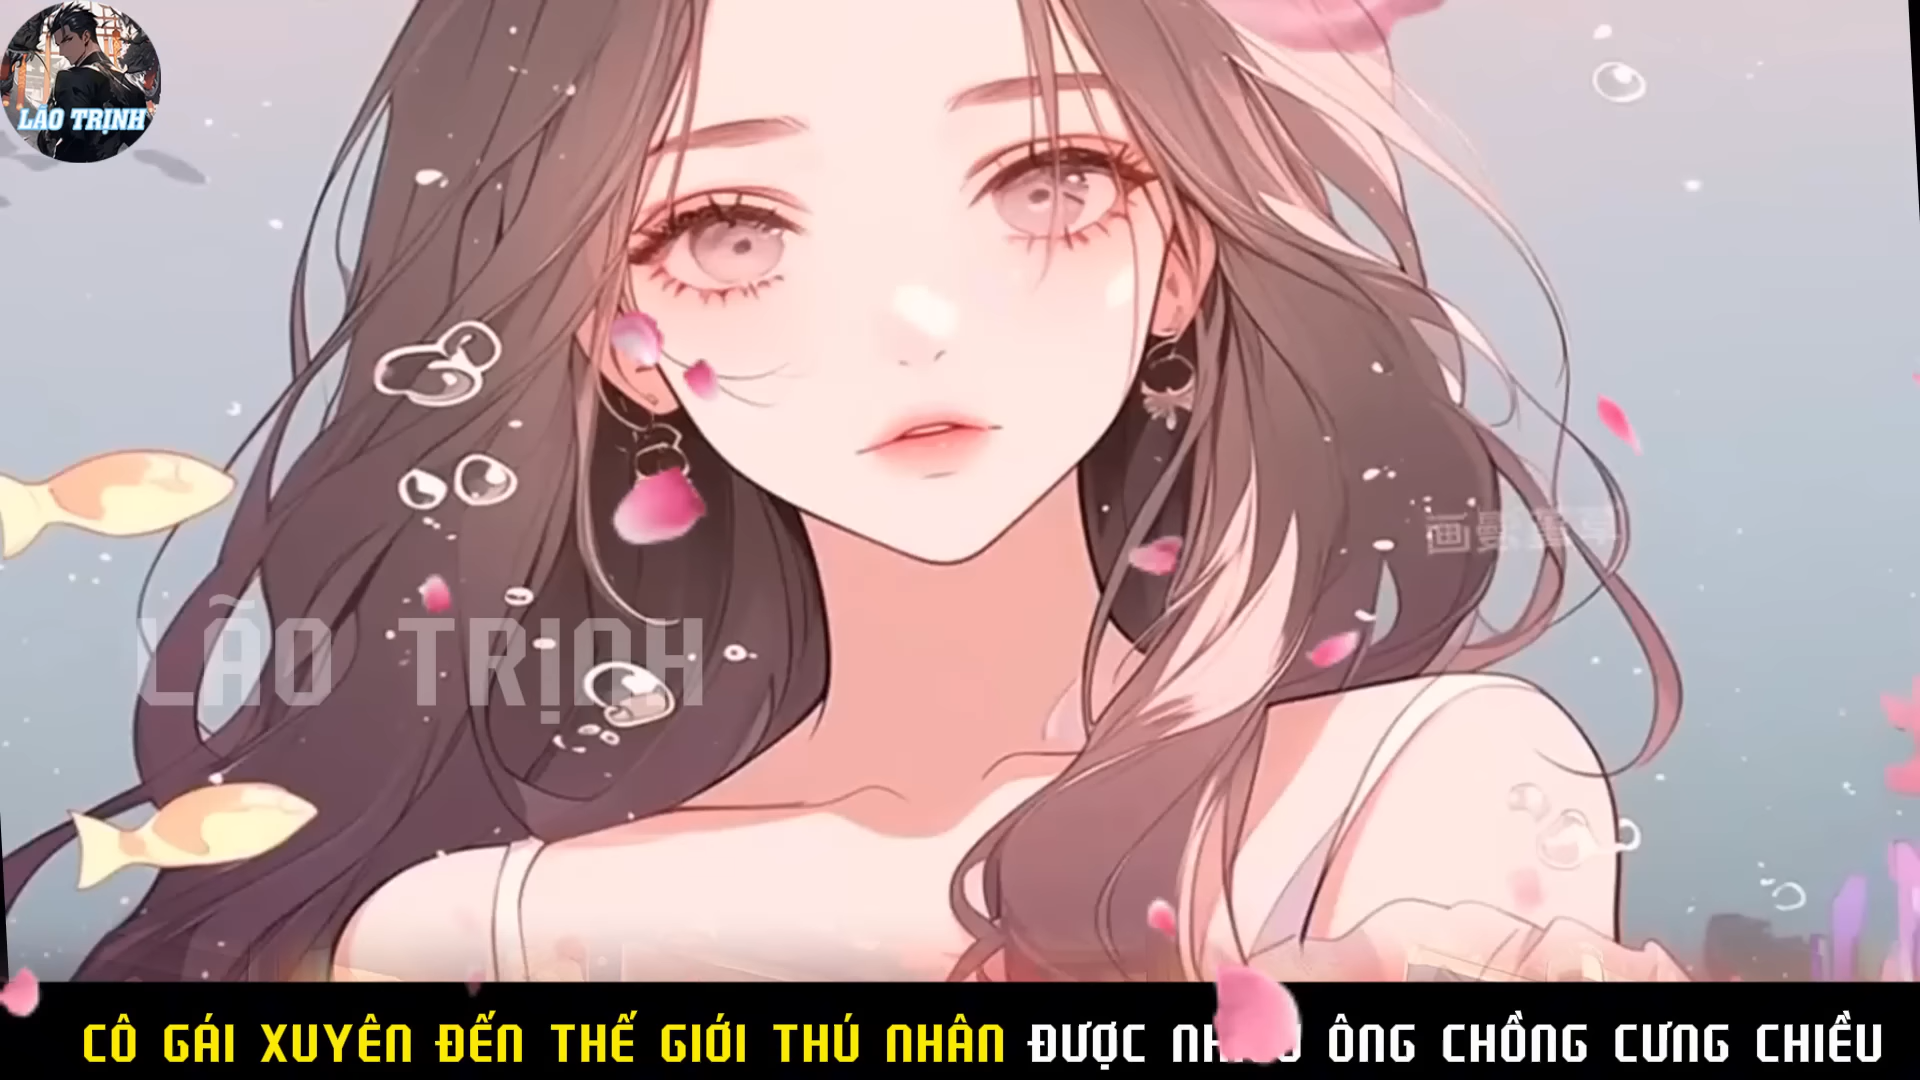 LÃO TRỊNH
LÃO TRỊNH
CÔ GÁI XUYÊN ĐẾN THẾ GIỚI THÚ NHÂN ĐƯỢC ÔNG CHỒNG CƯNG CHIỀU